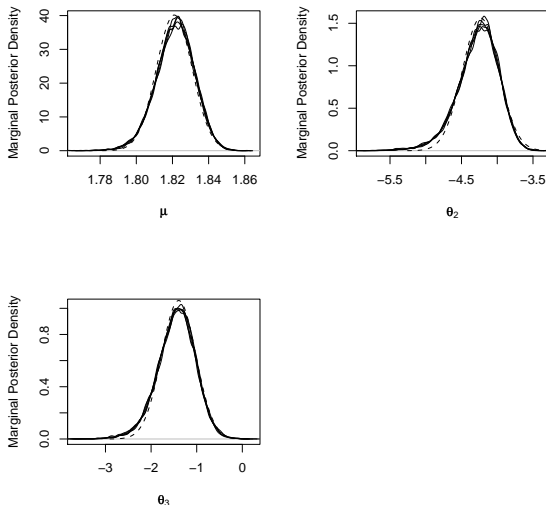 Marginal Posterior Density
0 10 20 30 40
1.78 1.80 1.82 1.84 1.86
μ
Marginal Posterior Density
0.0 0.5 1.0 1.5
−5.5 −4.5 −3.5
θ2
Marginal Posterior Density
0.0 0.4 0.8
−3 −2 −1 0
θ3